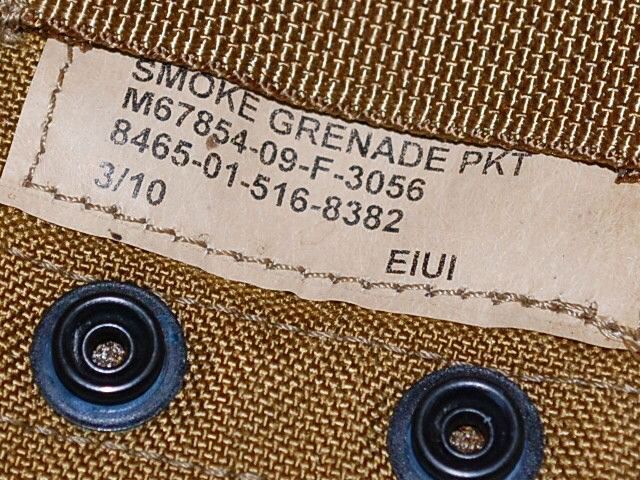 SMOKE GRENADE PKT
M67854-09-F-3056
8465-01-516-8382
3/10
EIUI